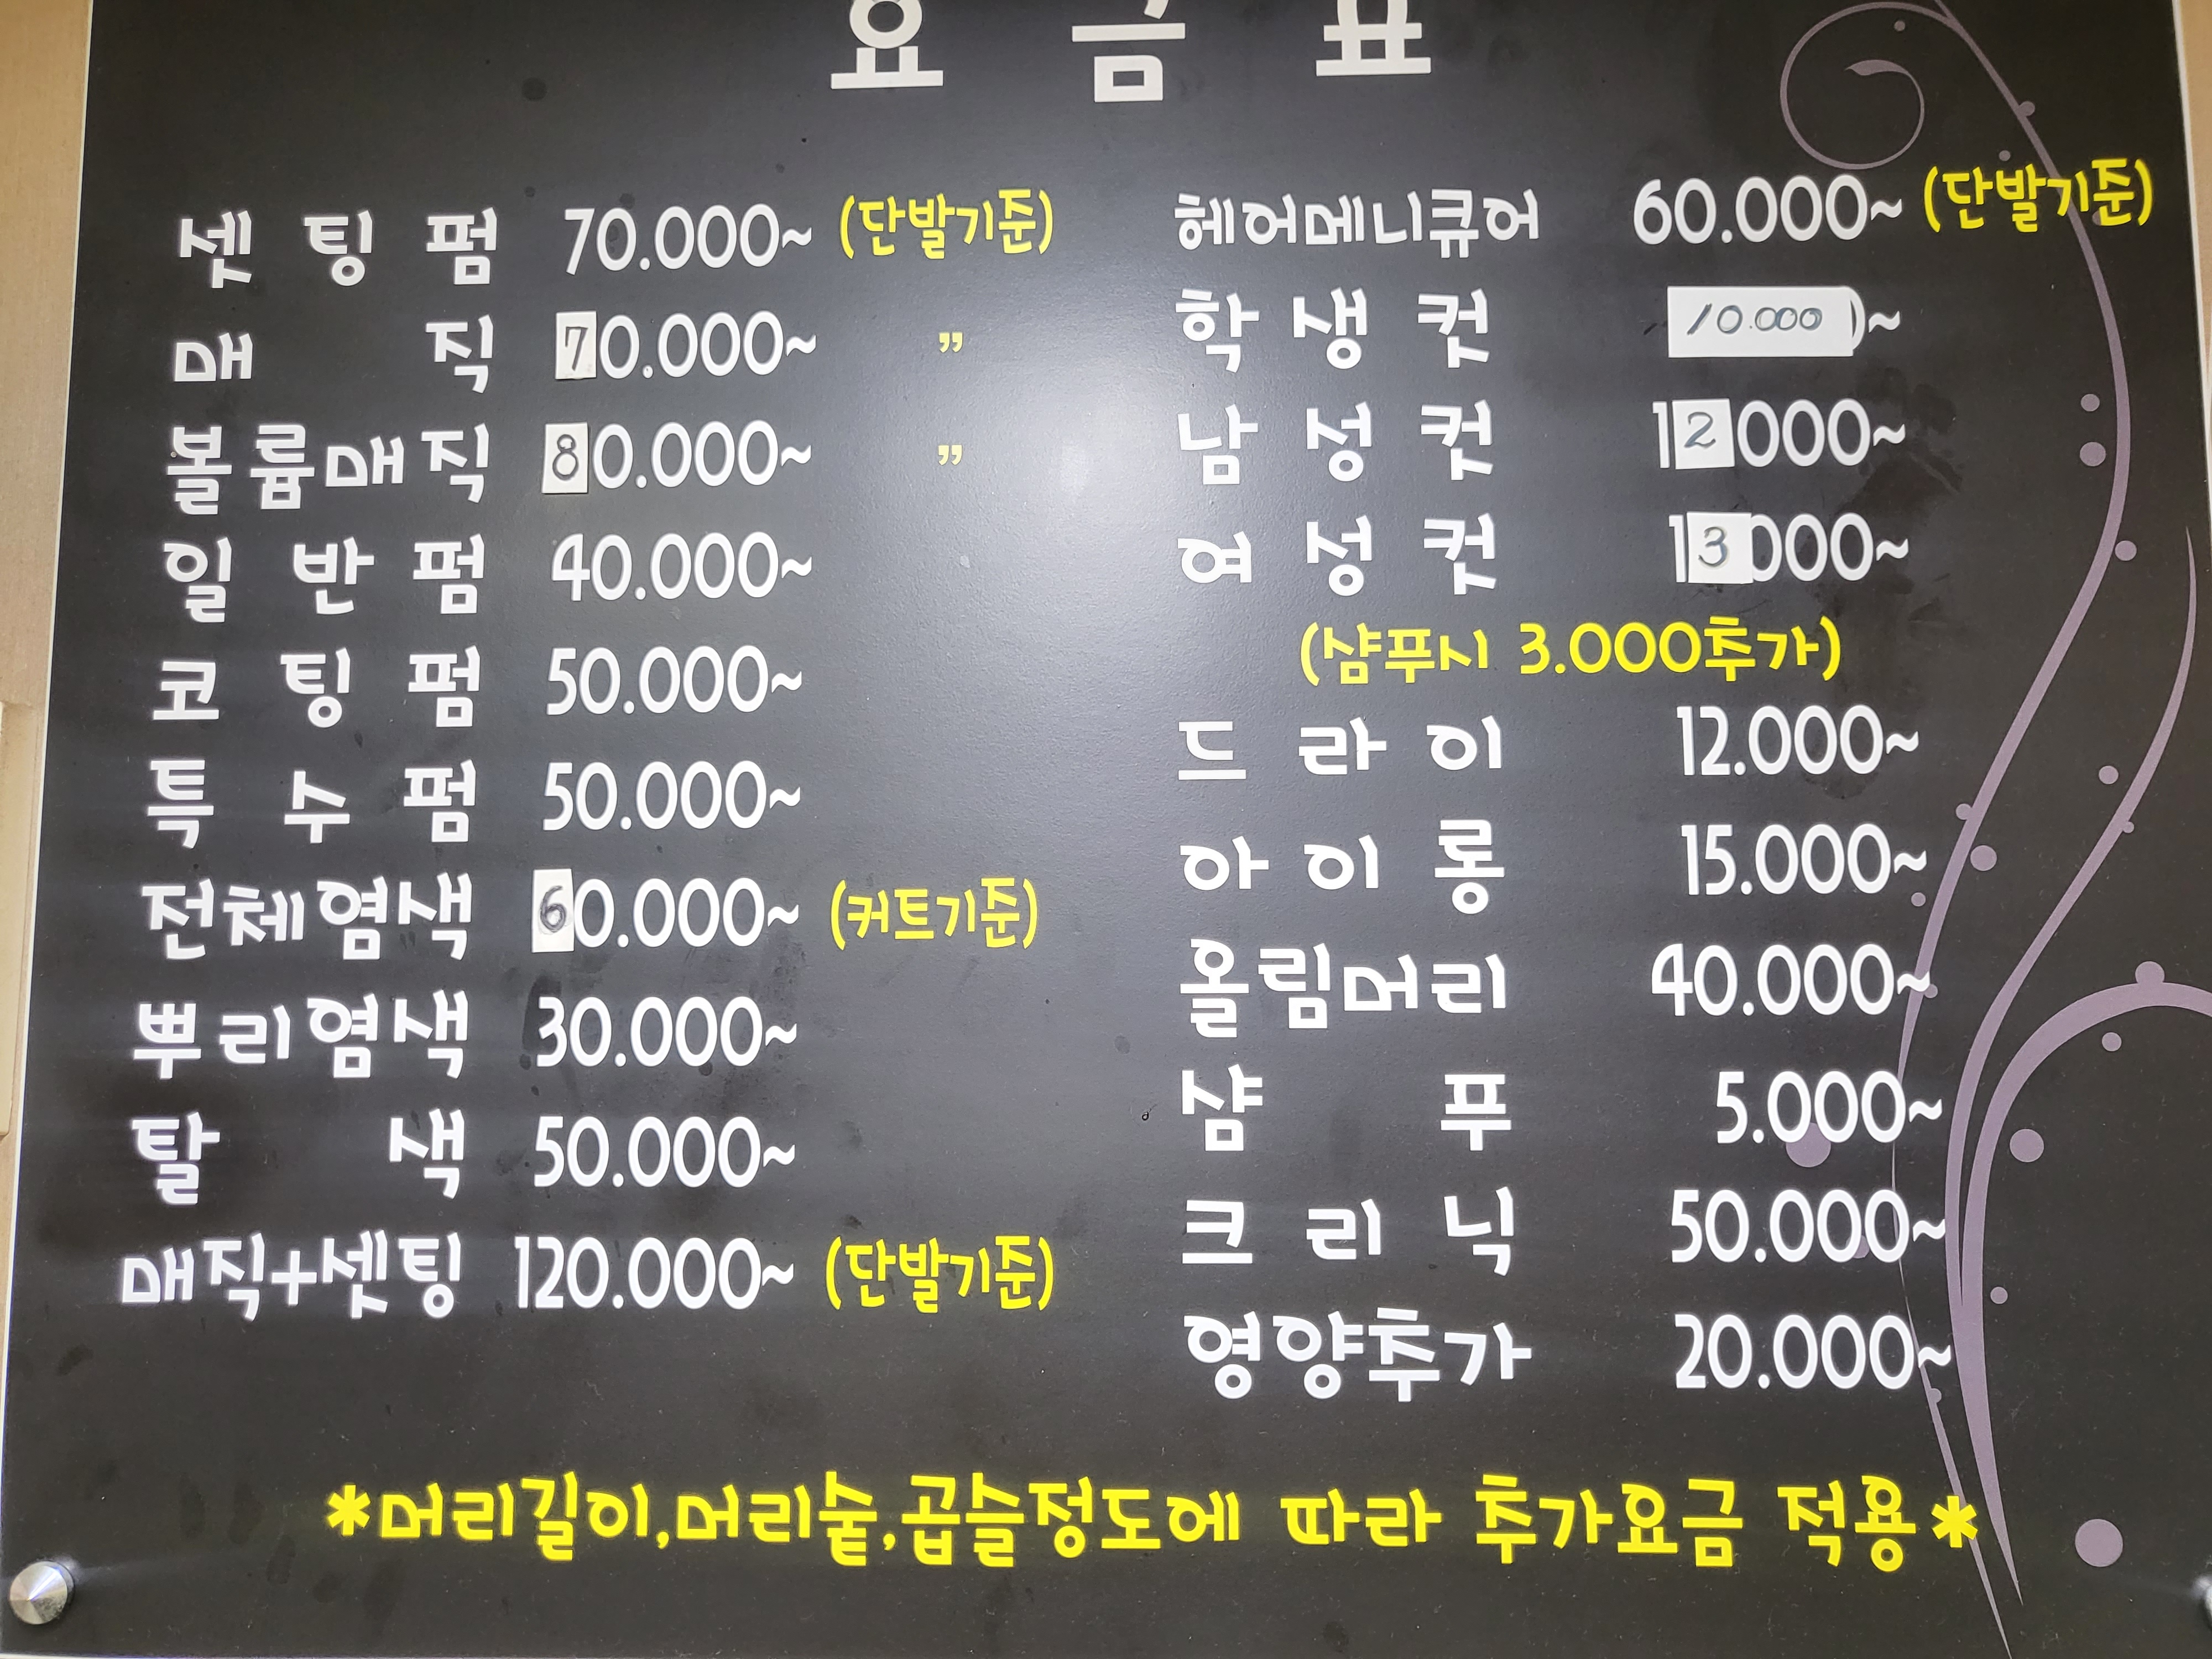 요금표
셋팅펌 70.000~ (단발기준)
매직 70.000~ "
볼륨매직 80.000~ "
일반펌 40.000~
코팅펌 50.000~
특수펌 50.000~
전체염색 60.000~ (커트기준)
뿌리염색 30.000~
탈색 50.000~
매직+셋팅 120.000~ (단발기준)
헤어메니큐어 60.000~ (단발기준)
학생컷 10.000~
남성컷 12000~
여성컷 13000~
(샴푸시 3.000추가)
드라이 12.000~
아이롱 15.000~
올림머리 40.000~
샴푸 5.000~
크리닉 50.000~
영양추가 20.000~
*머리길이,머리숱,곱슬정도에 따라 추가요금 적용*